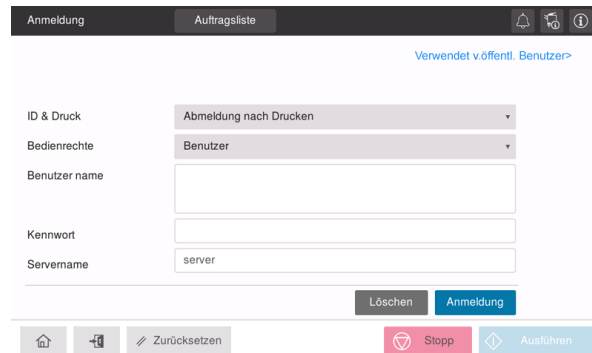 Anmeldung Auftragsliste
Verwendet v.öffentl. Benutzer>
ID & Druck Abmeldung nach Drucken
Bedienrechte Benutzer
Benutzer name
Kennwort
Servername server
Löschen Anmeldung
Zurücksetzen Stopp Ausführen